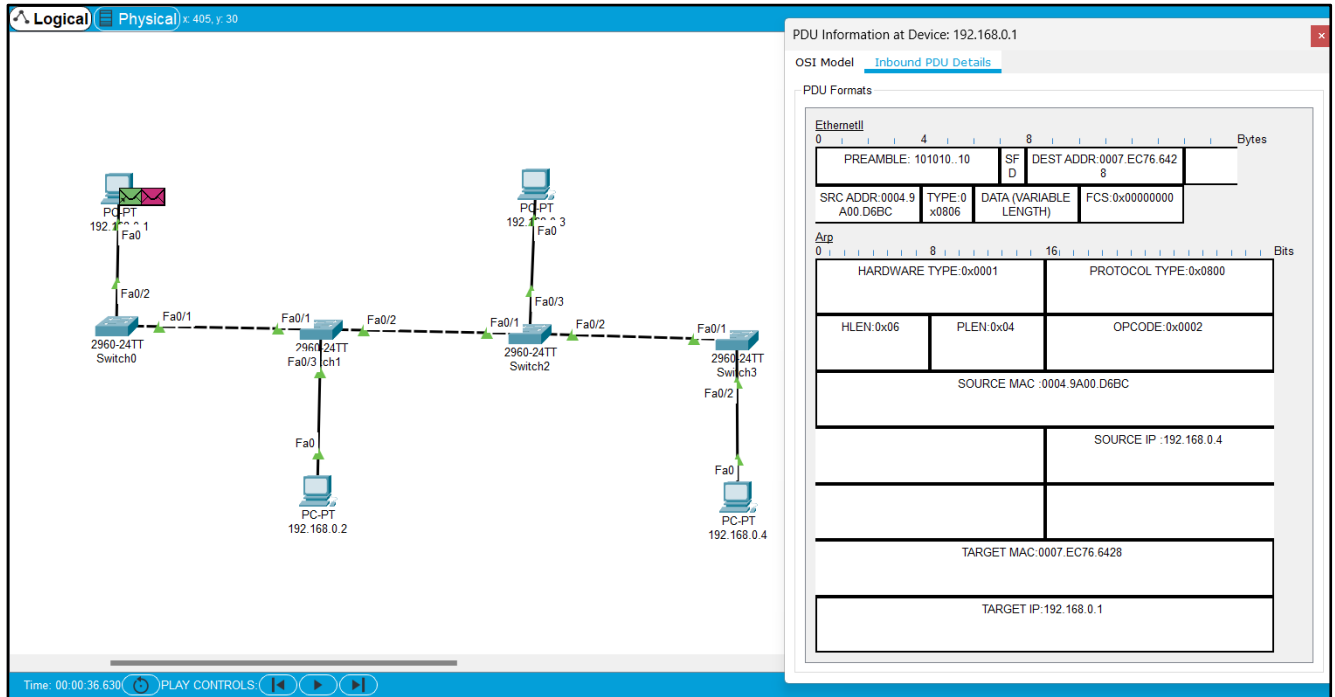 Logical Physical x: 405, y: 30
PC-PT
Fa0
Fa0/2
Fa0/1
2960-24TT
Switch0
Fa0/1
Fa0/2
Fa0/3
Fa0
PC-PT
192.168.0.2
PC-PT
Fa0
Fa0/3
Fa0/1
Fa0/2
2960-24TT
Switch2
Fa0/1
2960-24TT
Switch3
Fa0/2
Fa0
PC-PT
192.168.0.4
Time: 00:00:36.630 PLAY CONTROLS:
PDU Information at Device: 192.168.0.1 ×
OSI Model Inbound PDU Details
PDU Formats
EthernetII
0 4 8 Bytes
PREAMBLE: 101010..10
SF
D
DEST ADDR:0007.EC76.642
8
SRC ADDR:0004.9
A00.D6BC
TYPE:0
x0806
DATA (VARIABLE
LENGTH)
FCS:0x00000000
Arp
0 8 16 Bits
HARDWARE TYPE:0x0001 PROTOCOL TYPE:0x0800
HLEN:0x06 PLEN:0x04 OPCODE:0x0002
SOURCE MAC :0004.9A00.D6BC
SOURCE IP :192.168.0.4
TARGET MAC:0007.EC76.6428
TARGET IP:192.168.0.1